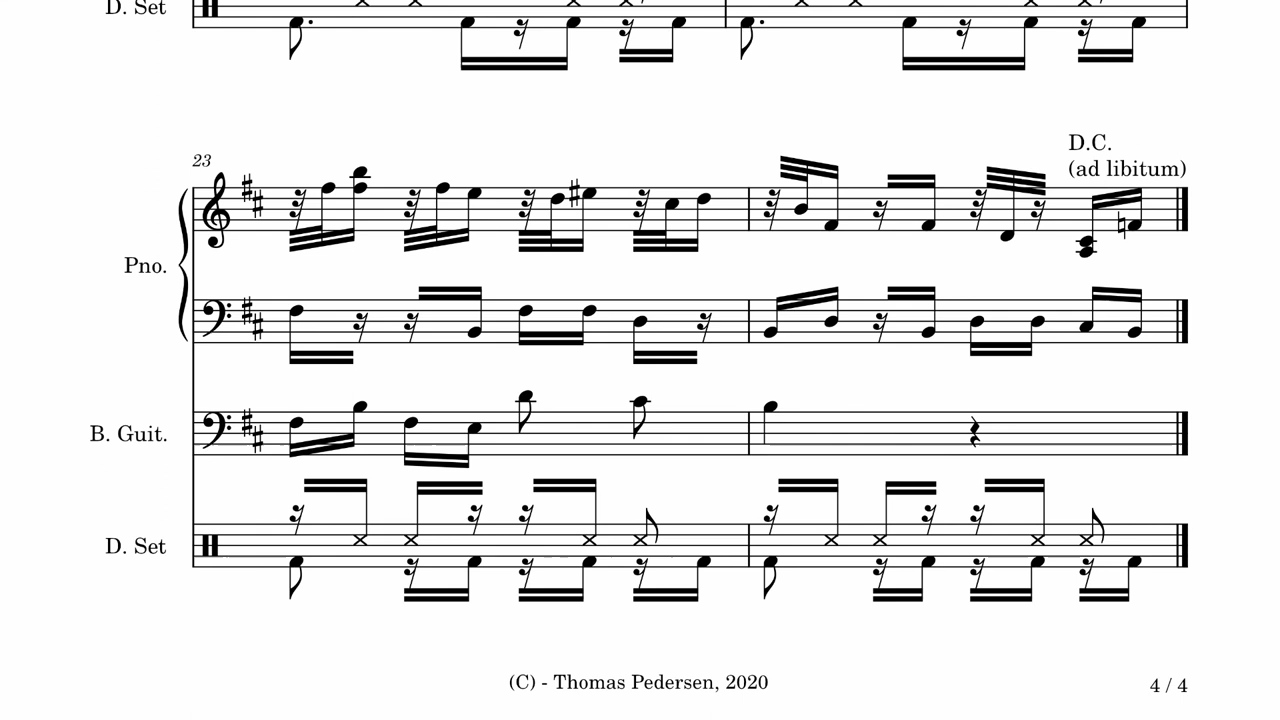 D. Set
23
D.C.
(ad libitum)
Pno.
B. Guit.
D. Set
(C) - Thomas Pedersen, 2020
4 / 4